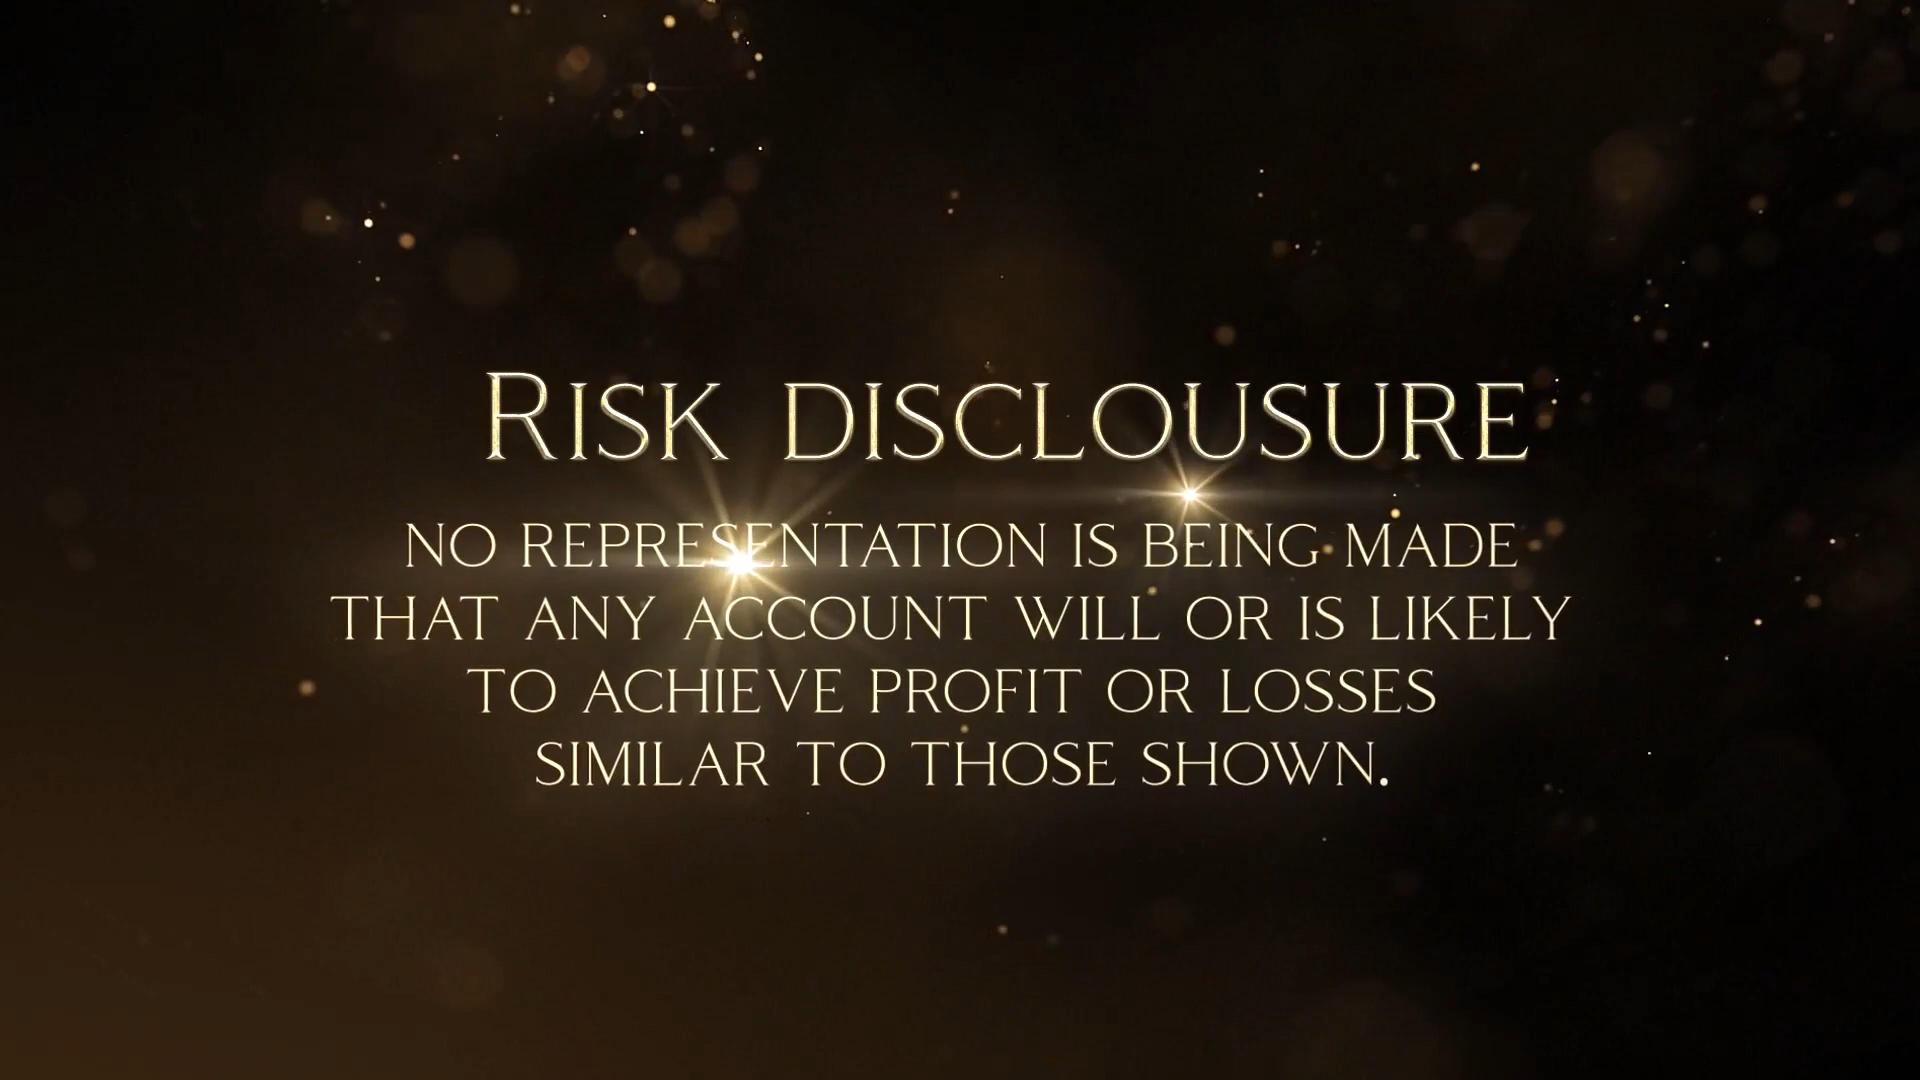 Risk disclousure
NO REPRESENTATION IS BEING MADE
THAT ANY ACCOUNT WILL OR IS LIKELY
TO ACHIEVE PROFIT OR LOSSES
SIMILAR TO THOSE SHOWN.